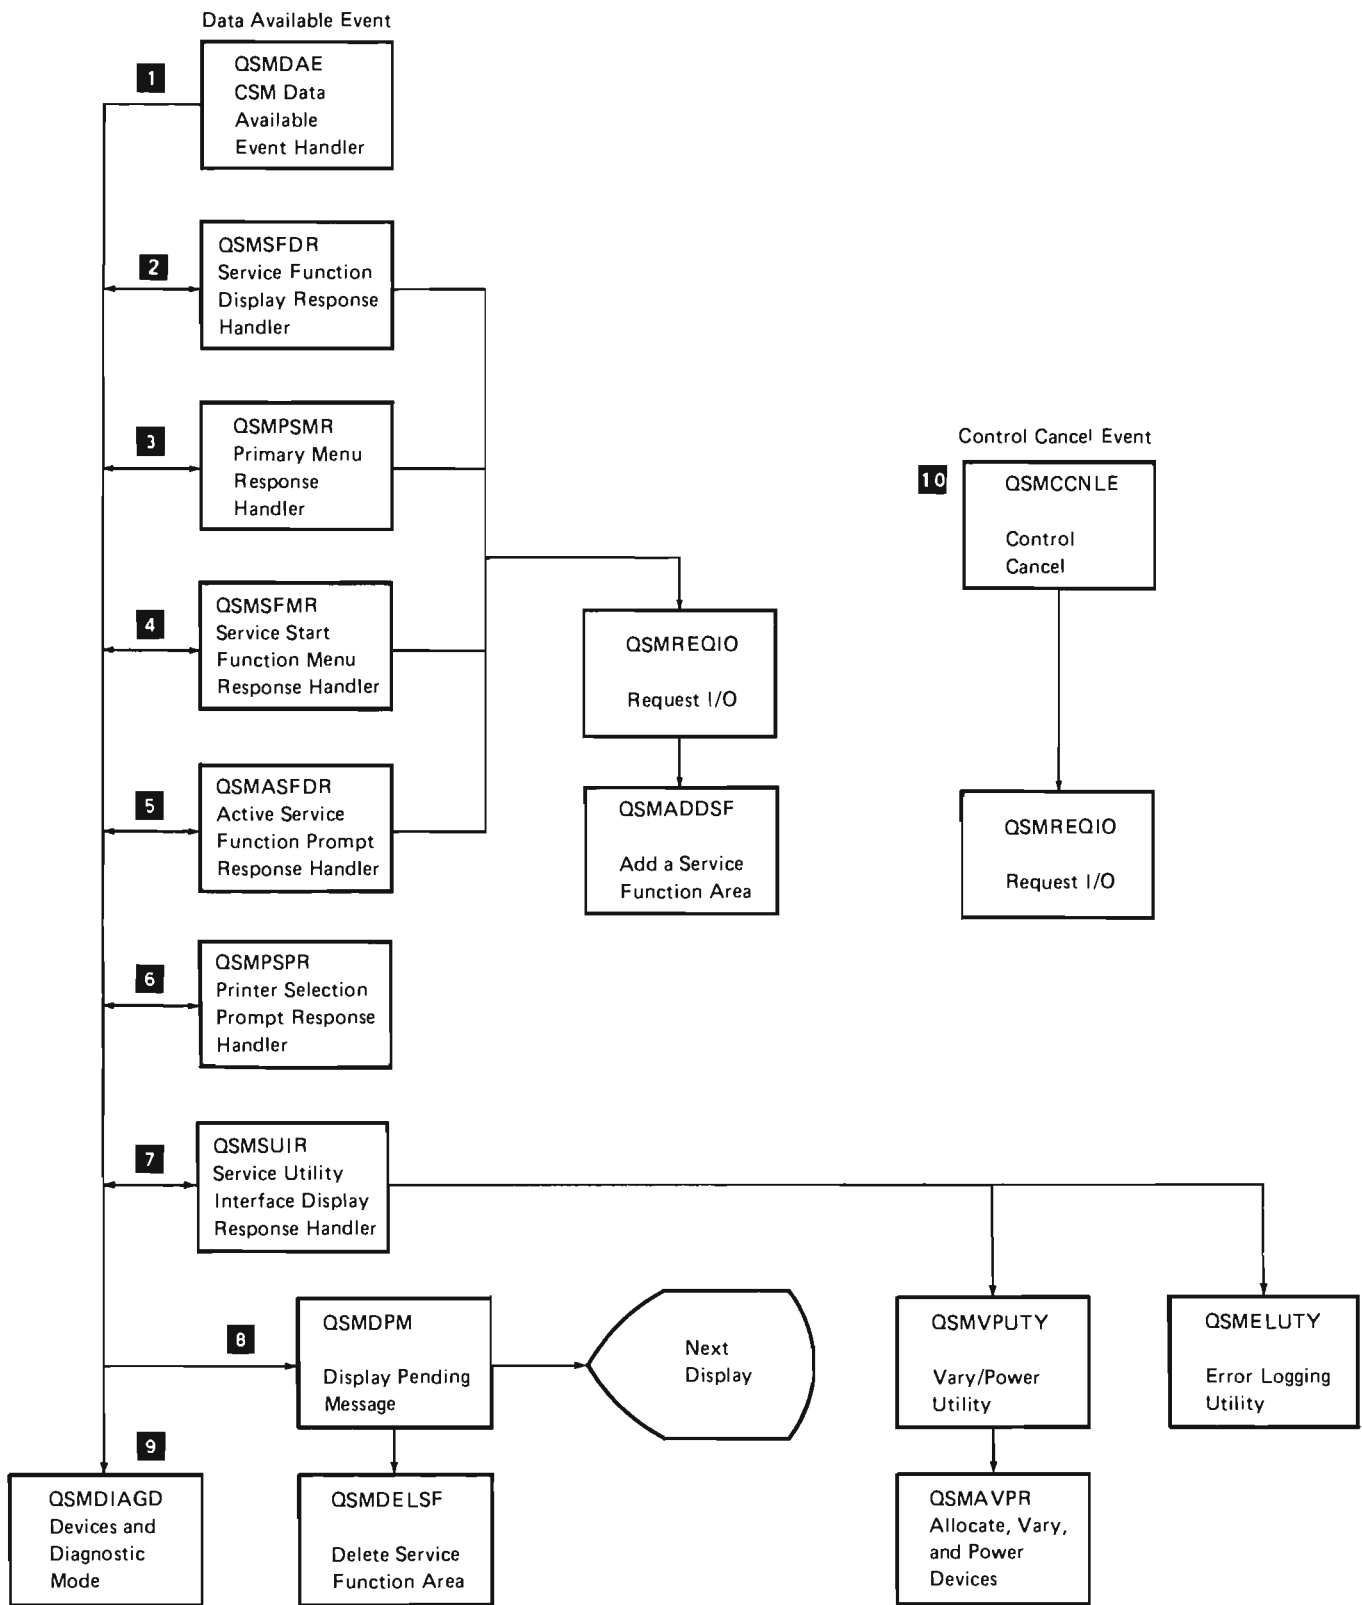 Data Available Event
1
QSMDAE
CSM Data
Available
Event Handler
2
QSMSFDR
Service Function
Display Response
Handler
3
QSMPSMR
Primary Menu
Response
Handler
Control Cancel Event
10
QSMCCNLE
Control
Cancel
4
QSMSFMR
Service Start
Function Menu
Response Handler
QSMREQIO
Request I/O
5
QSMASFDR
Active Service
Function Prompt
Response Handler
QSMADDSF
Add a Service
Function Area
QSMREQIO
Request I/O
6
QSMPSPR
Printer Selection
Prompt Response
Handler
7
QSMSUIR
Service Utility
Interface Display
Response Handler
8
QSMDPM
Display Pending
Message
Next
Display
QSMVPUTY
Vary/Power
Utility
QSMELUTY
Error Logging
Utility
9
QSMDIAGD
Devices and
Diagnostic
Mode
QSMDELSF
Delete Service
Function Area
QSMAVPR
Allocate, Vary,
and Power
Devices